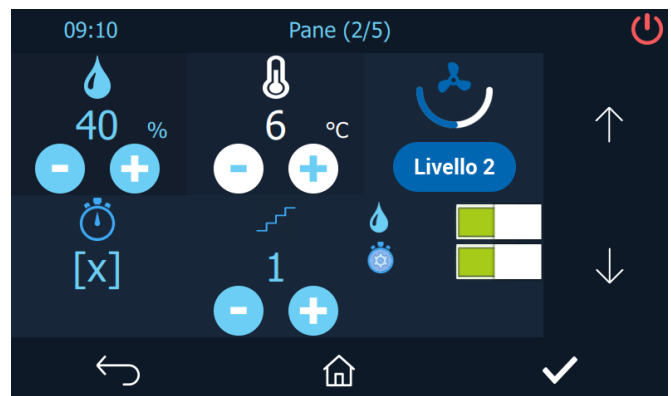 09:10 Pane (2/5)
40 % 6 °C
- + - + Livello 2
[x] 1
- +